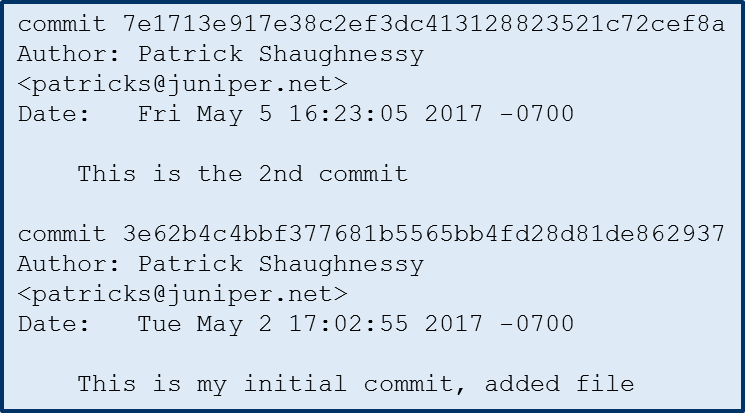 commit 7e1713e917e38c2ef3dc413128823521c72cef8a
Author: Patrick Shaughnessy
<patricks@juniper.net>
Date:   Fri May 5 16:23:05 2017 -0700
This is the 2nd commit
commit 3e62b4c4bbf377681b5565bb4fd28d81de862937
Author: Patrick Shaughnessy
<patricks@juniper.net>
Date:   Tue May 2 17:02:55 2017 -0700
This is my initial commit, added file